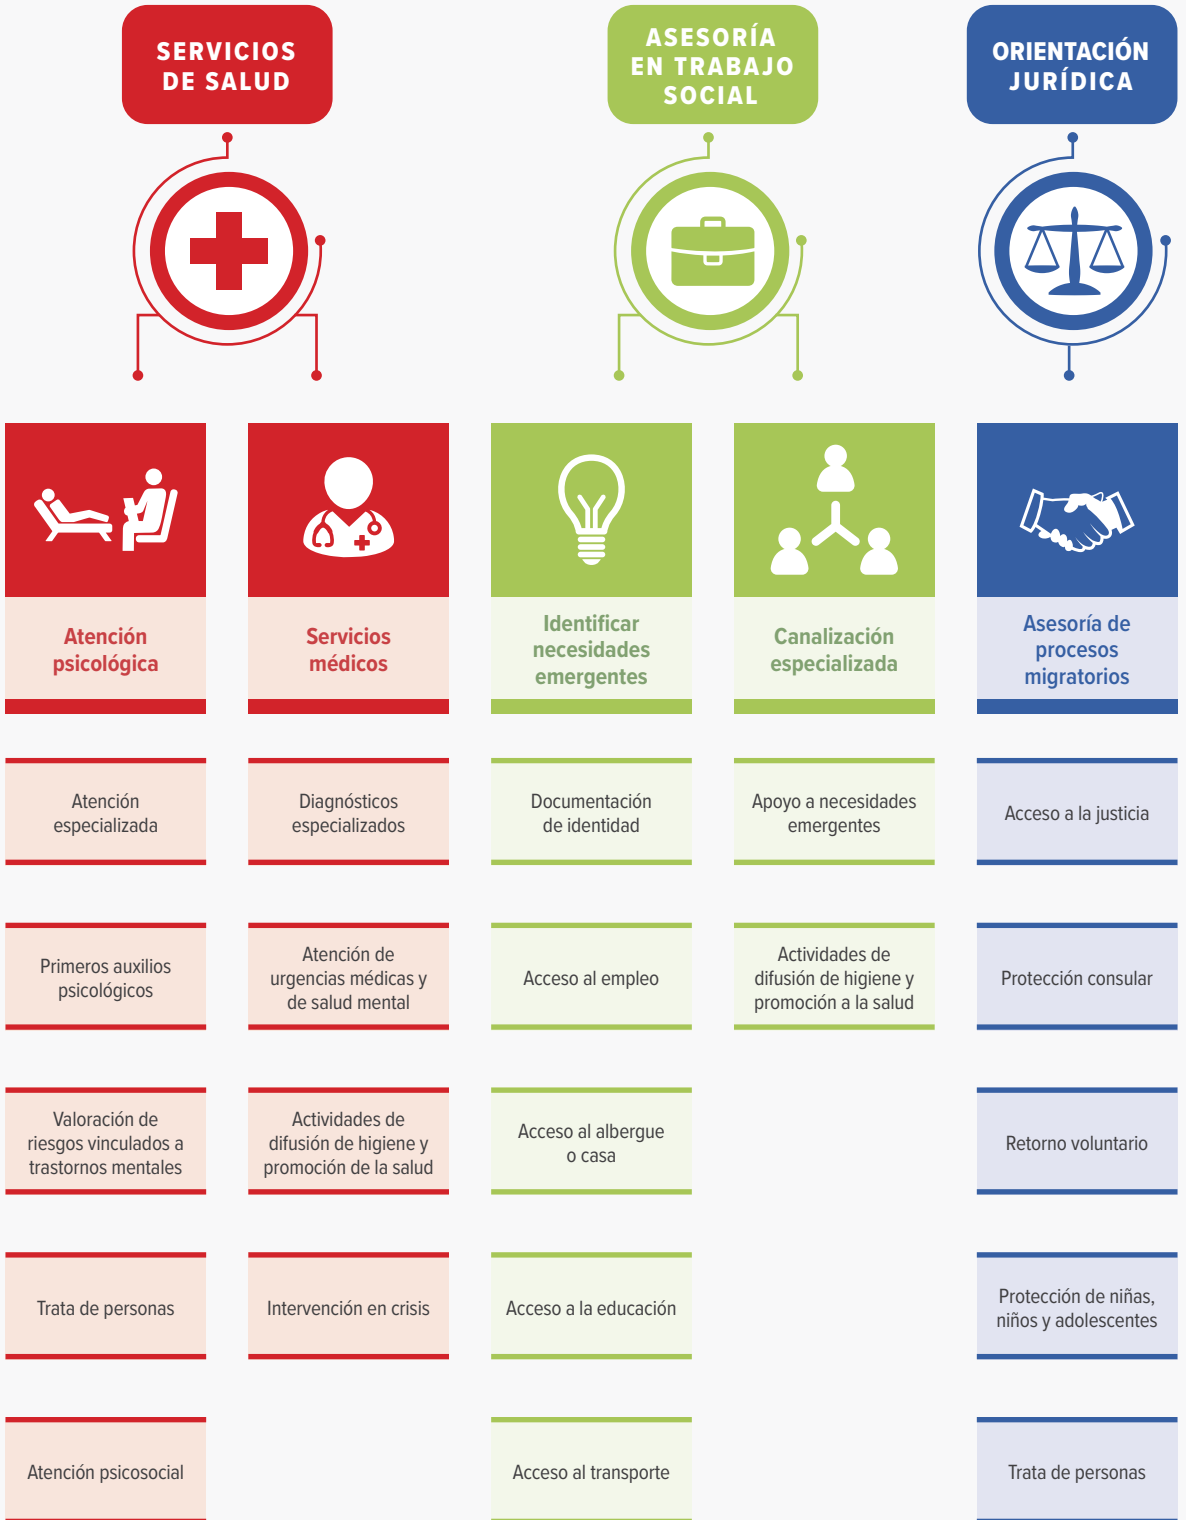 SERVICIOS
DE SALUD
ASESORÍA
EN TRABAJO
SOCIAL
ORIENTACIÓN
JURÍDICA
Atención
psicológica
Servicios
médicos
Identificar
necesidades
emergentes
Canalización
especializada
Asesoría de
procesos
migratorios
Atención
especializada
Diagnósticos
especializados
Documentación
de identidad
Apoyo a necesidades
emergentes
Acceso a la justicia
Primeros auxilios
psicológicos
Atención de
urgencias médicas y
de salud mental
Acceso al empleo
Actividades de
difusión de higiene y
promoción a la salud
Protección consular
Valoración de
riesgos vinculados a
trastornos mentales
Actividades de
difusión de higiene y
promoción de la salud
Acceso al albergue
o casa
Retorno voluntario
Trata de personas
Intervención en crisis
Acceso a la educación
Protección de niñas,
niños y adolescentes
Atención psicosocial
Acceso al transporte
Trata de personas